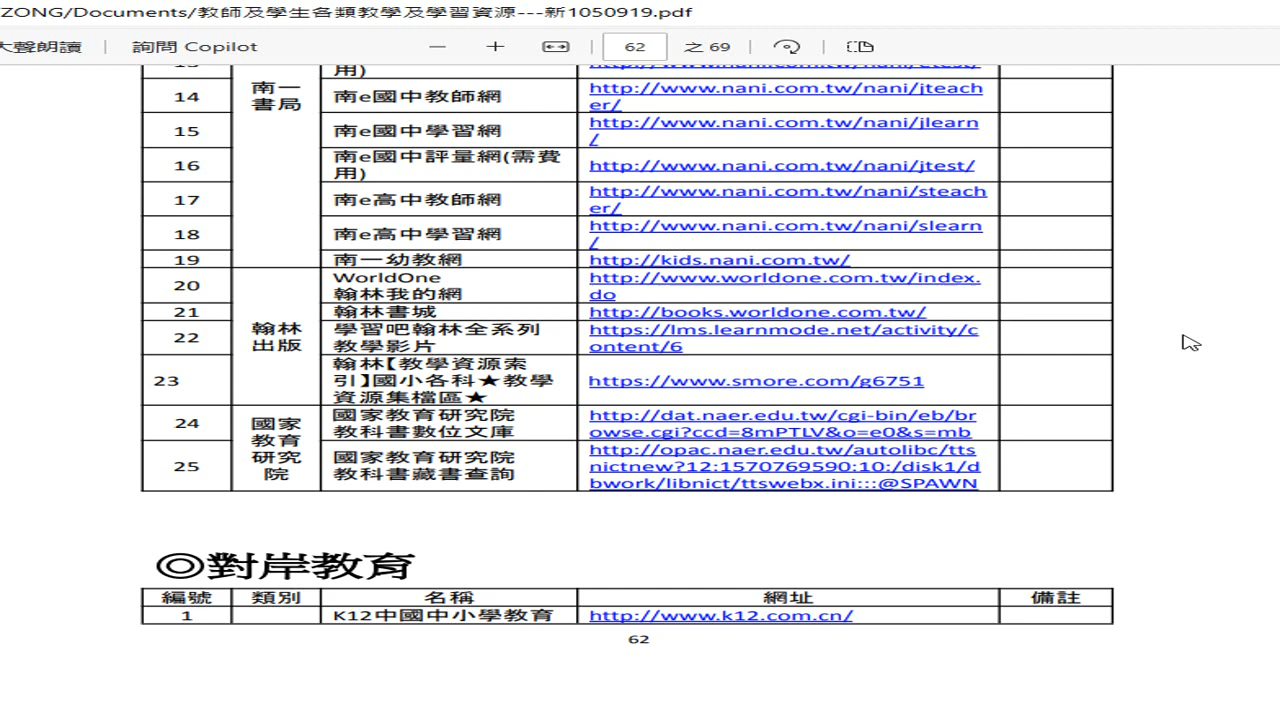 ZONG/Documents/教師及學生各類教學及學習資源---新1050919.pdf
大聲朗讀 詢問 Copilot 62 之 69
用)
南一
書局
14 南e國中教師網 http://www.nani.com.tw/nani/jteach
er/
15 南e國中學習網 http://www.nani.com.tw/nani/jlearn
/
16 南e國中評量網(需費
用) http://www.nani.com.tw/nani/jtest/
17 南e高中教師網 http://www.nani.com.tw/nani/steach
er/
18 南e高中學習網 http://www.nani.com.tw/nani/slearn
/
19 南一幼教網 http://kids.nani.com.tw/
翰林
出版
20 WorldOne
翰林我的網 http://www.worldone.com.tw/index.
do
21 翰林書城 http://books.worldone.com.tw/
22 學習吧翰林全系列
教學影片 https://lms.learnmode.net/activity/c
ontent/6
23 翰林【教學資源索
引】國小各科★教學
資源集檔區★ https://www.smore.com/g6751
國家
教育
研究
院
24 國家教育研究院
教科書數位文庫 http://dat.naer.edu.tw/cgi-bin/eb/br
owse.cgi?ccd=8mPTLV&o=e0&s=mb
25 國家教育研究院
教科書藏書查詢 http://opac.naer.edu.tw/autolibc/tts
nictnew?12:1570769590:10:/disk1/d
bwork/libnict/ttswebx.ini:::@SPAWN
◎對岸教育
編號 類別 名稱 網址 備註
1 K12中國中小學教育 http://www.k12.com.cn/
62